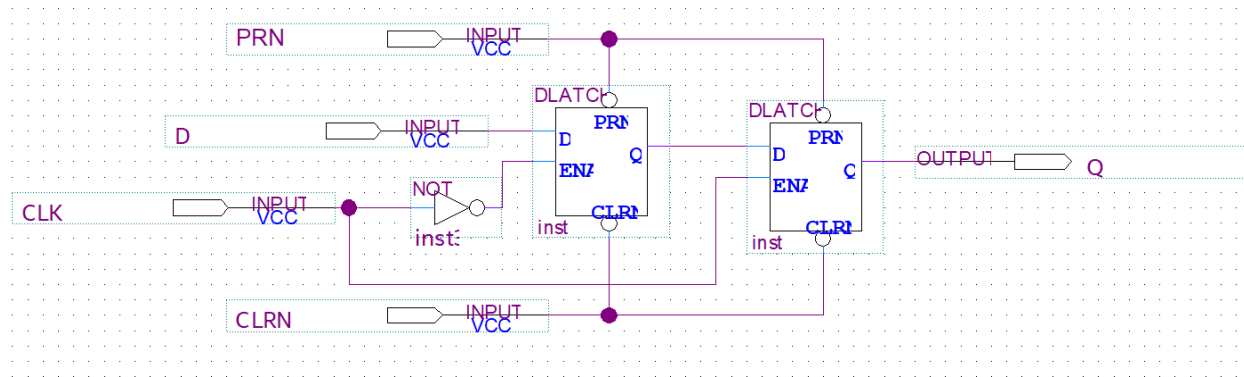 PRN INPUT
VCC
DLATCH
PRN
D
Q
ENA
CLRN
inst
DLATCH
PRN
D
Q
ENA
CLRN
inst
D INPUT
VCC
OUTPUT Q
CLK INPUT
VCC
NOT
inst3
CLRN INPUT
VCC